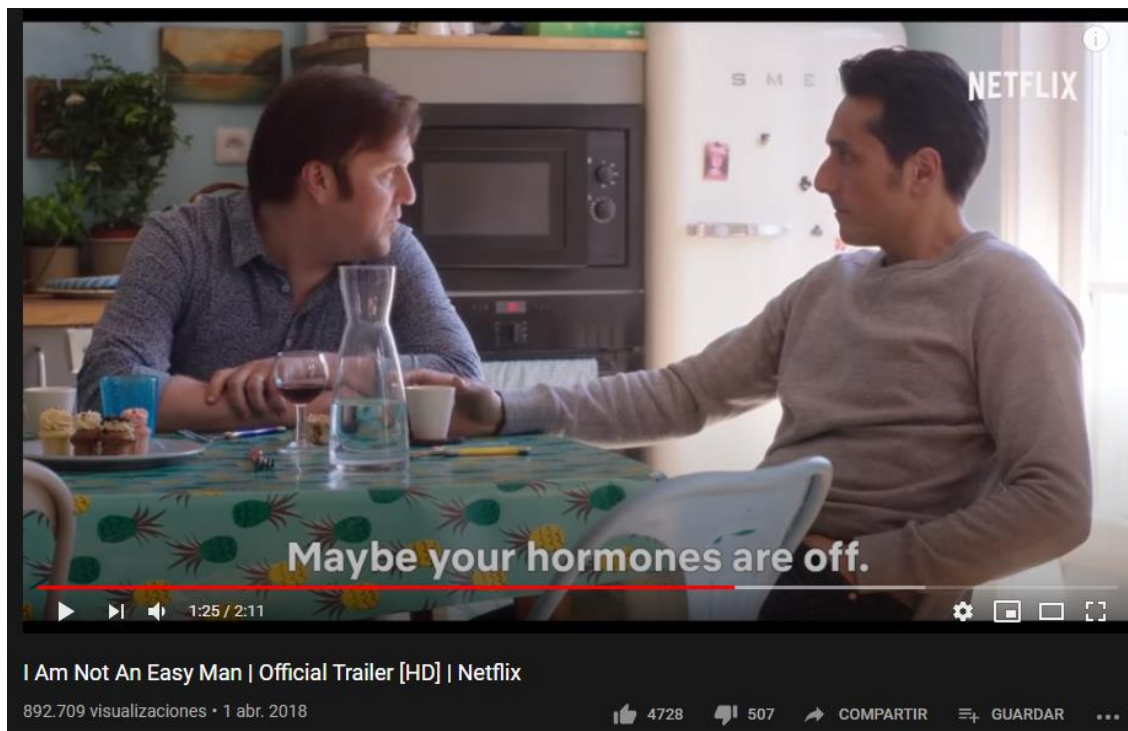 SMEG
NETFLIX
Maybe your hormones are off.
1:25 / 2:11
I Am Not An Easy Man | Official Trailer [HD] | Netflix
892.709 visualizaciones • 1 abr. 2018
4728
507
COMPARTIR
GUARDAR